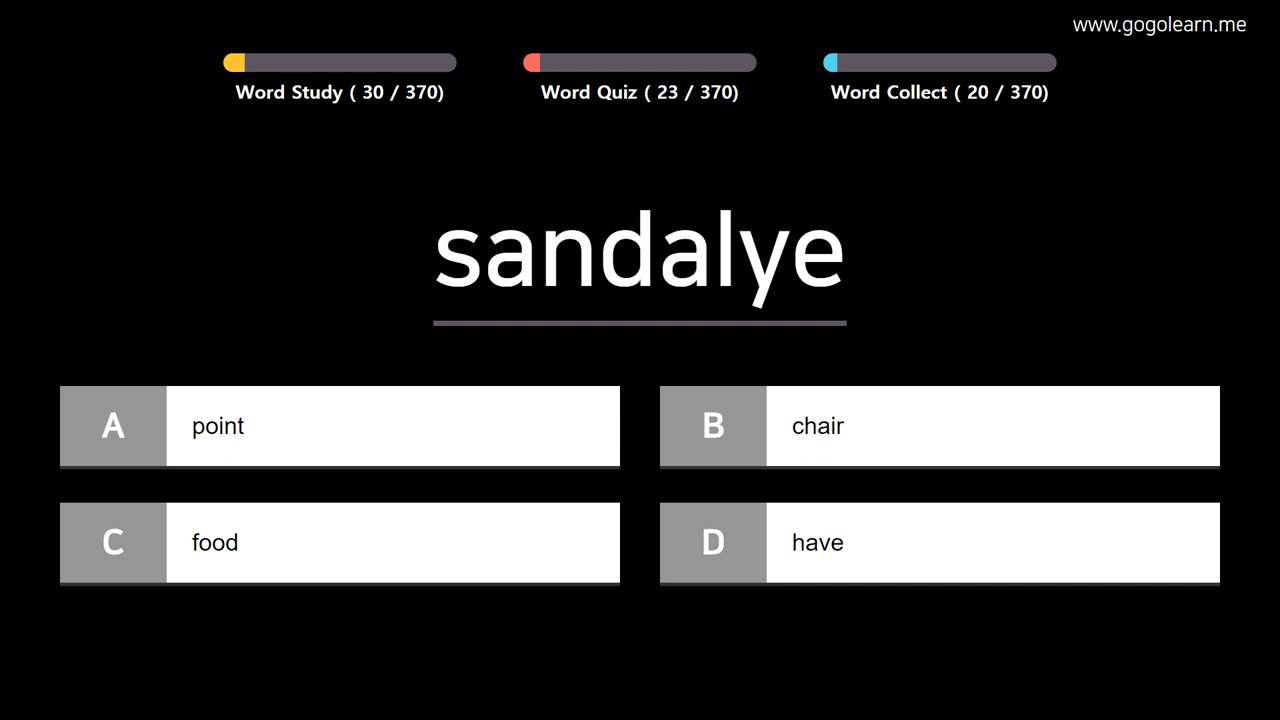 www.gogolearn.me
Word Study ( 30 / 370)
Word Quiz ( 23 / 370)
Word Collect ( 20 / 370)
sandalye
A point
B chair
C food
D have